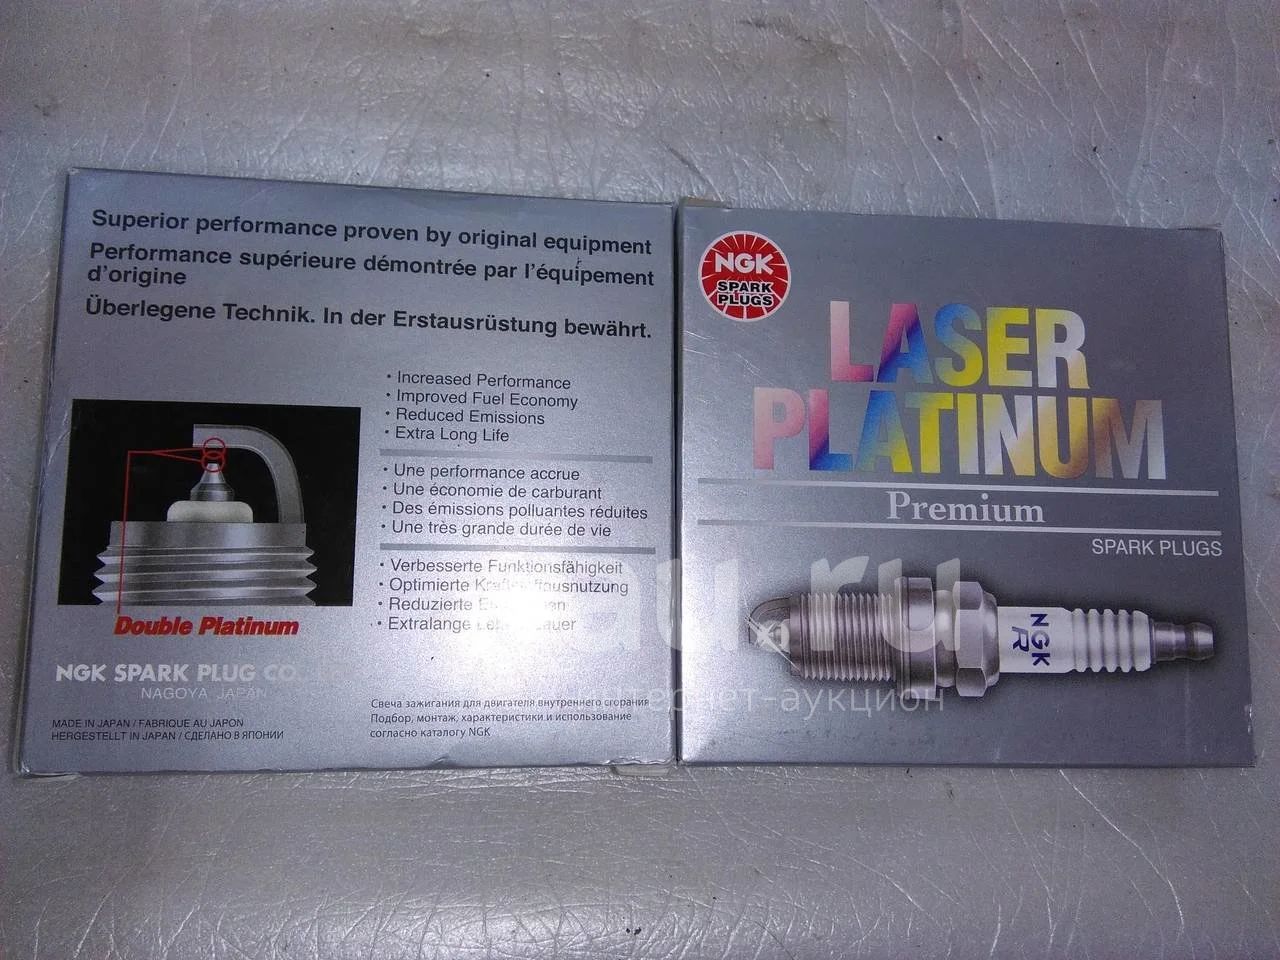 Superior performance proven by original equipment
Performance supérieure démontrée par l'équipement
d'origine
Überlegene Technik. In der Erstausrüstung bewährt.
• Increased Performance
• Improved Fuel Economy
• Reduced Emissions
• Extra Long Life
• Une performance accrue
• Une économie de carburant
• Des émissions polluantes réduites
• Une très grande durée de vie
• Verbesserte Funktionsfähigkeit
• Optimierte
• Reduzierte
• Extralange
Double Platinum
NGK SPARK PLUG CO.
NAGOYA JAPAN
MADE IN JAPAN / FABRIQUE AU JAPON
HERGESTELLT IN JAPAN / СДЕЛАНО В ЯПОНИИ
Свеча зажигания для двигателя внутреннего сгорания
Подбор, монтаж, характеристики и использование
согласно каталогу NGK
NGK
SPARK
PLUGS
LASER
PLATINUM
Premium
SPARK PLUGS
NGK
R
au.ru
интернет-аукцион